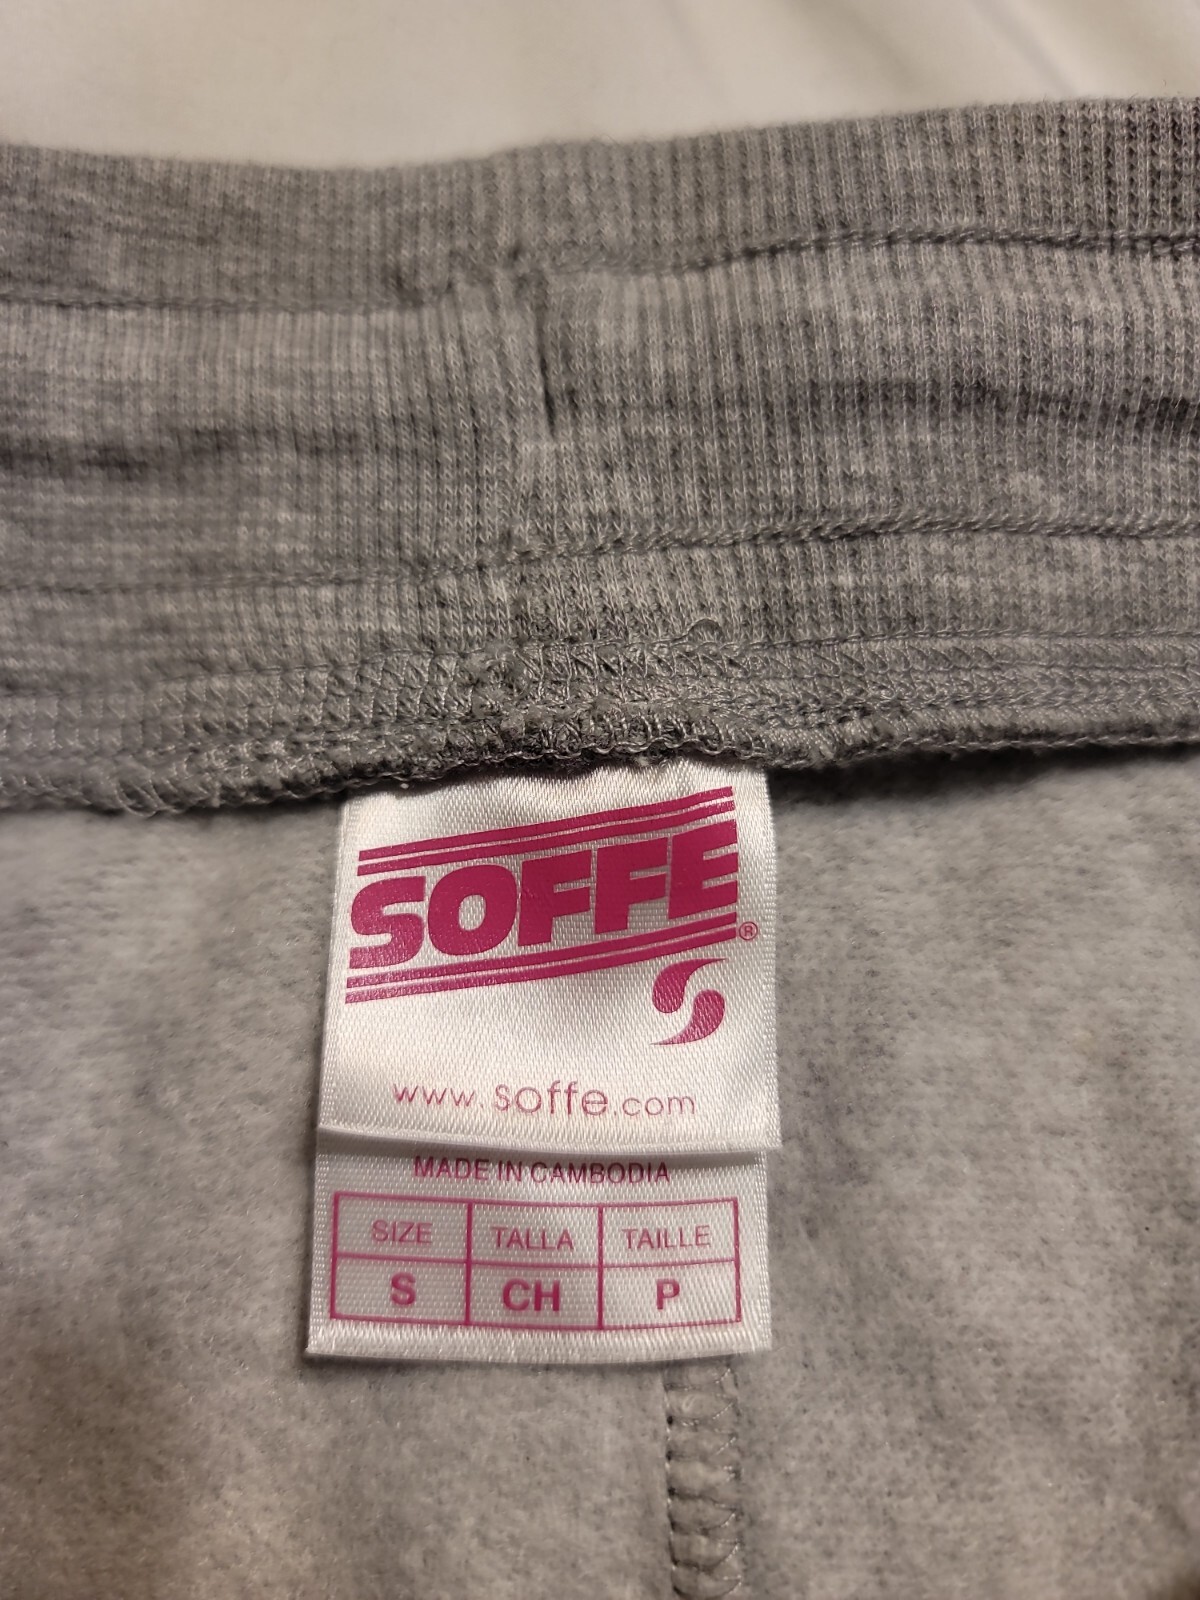 SOFFE®
www.soffe.com
MADE IN CAMBODIA
SIZE TALLA TAILLE
S CH P